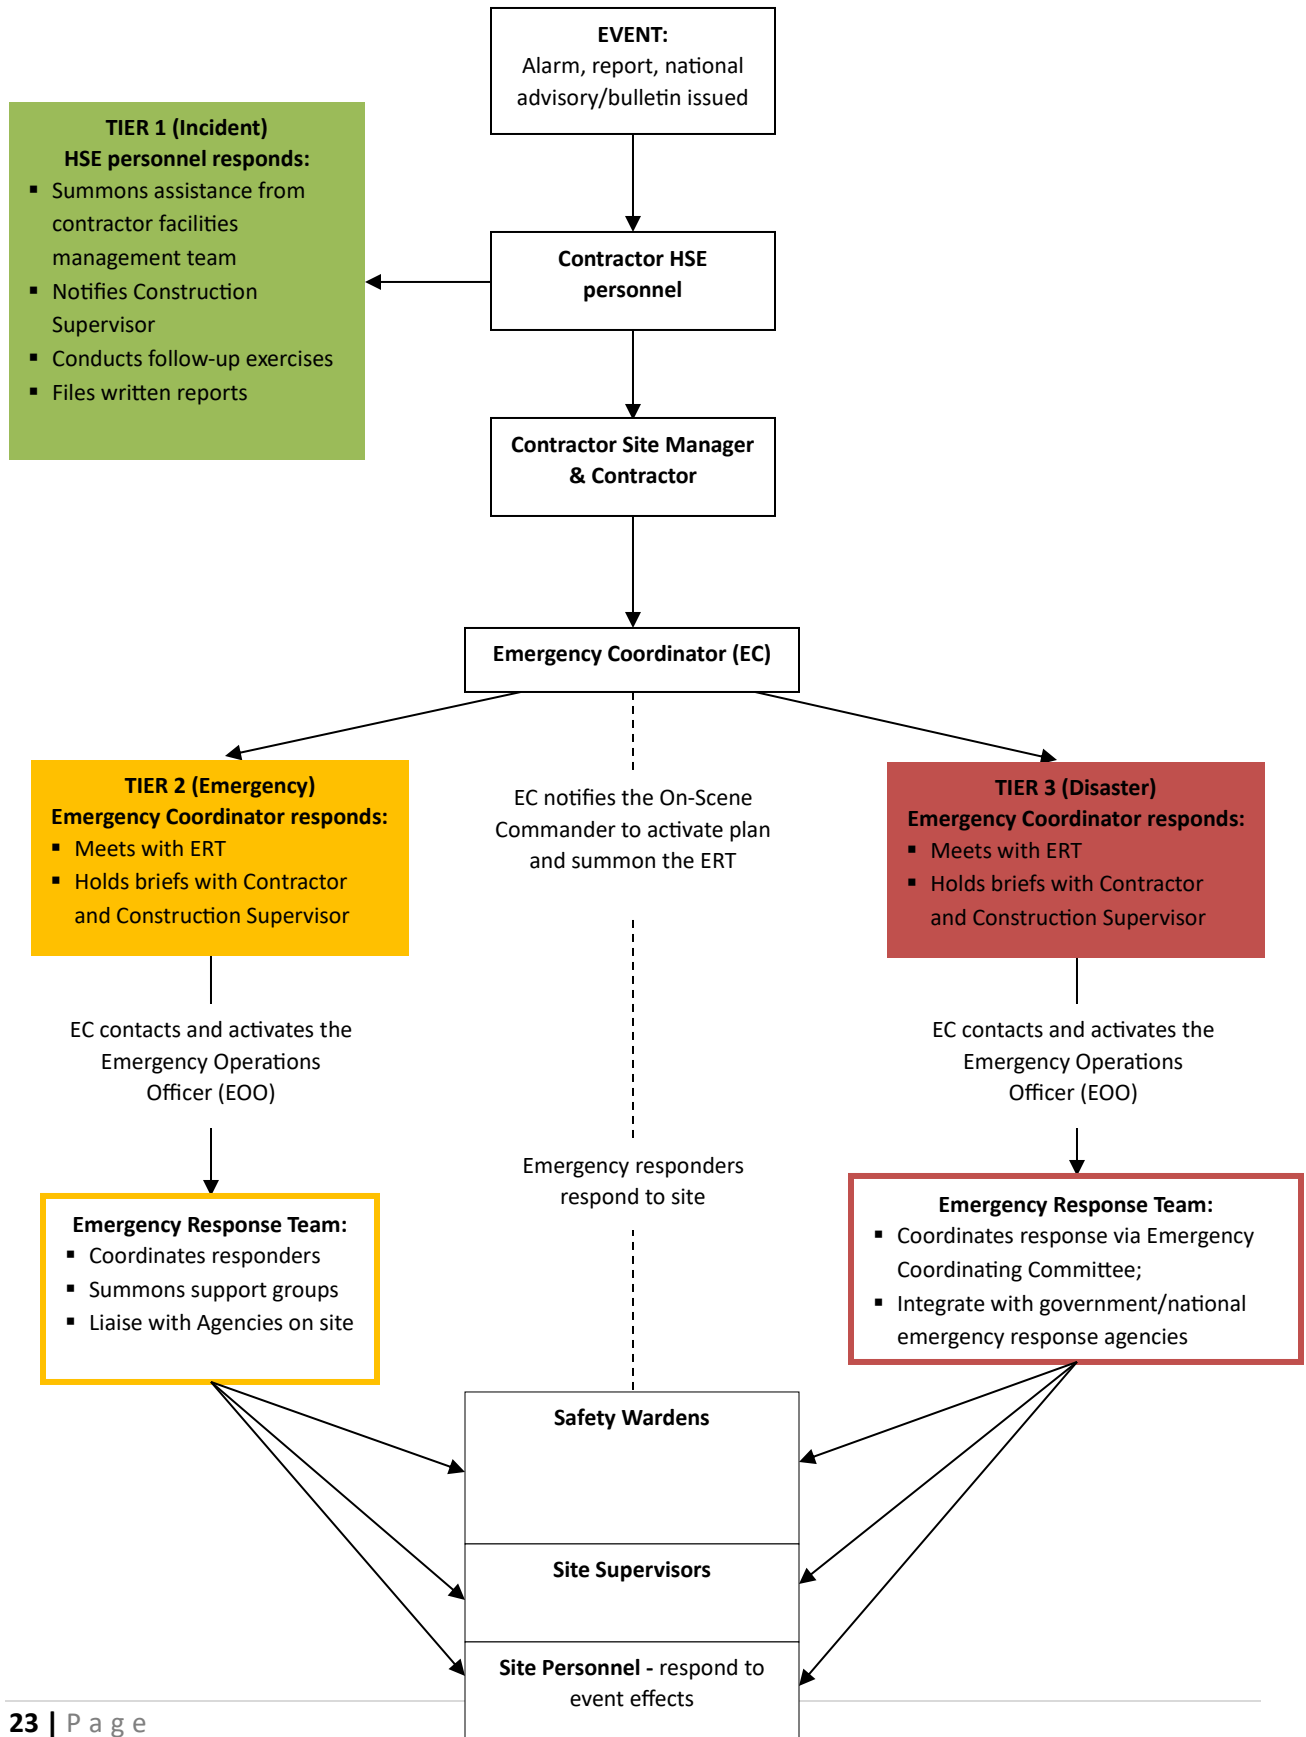 EVENT:
Alarm, report, national
advisory/bulletin issued
TIER 1 (Incident)
HSE personnel responds:
▪ Summons assistance from
contractor facilities
management team
▪ Notifies Construction
Supervisor
▪ Conducts follow-up exercises
▪ Files written reports
Contractor HSE
personnel
Contractor Site Manager
& Contractor
Emergency Coordinator (EC)
TIER 2 (Emergency)
Emergency Coordinator responds:
▪ Meets with ERT
▪ Holds briefs with Contractor
and Construction Supervisor
EC notifies the On-Scene
Commander to activate plan
and summon the ERT
TIER 3 (Disaster)
Emergency Coordinator responds:
▪ Meets with ERT
▪ Holds briefs with Contractor
and Construction Supervisor
EC contacts and activates the
Emergency Operations
Officer (EOO)
EC contacts and activates the
Emergency Operations
Officer (EOO)
Emergency responders
respond to site
Emergency Response Team:
▪ Coordinates responders
▪ Summons support groups
▪ Liaise with Agencies on site
Emergency Response Team:
▪ Coordinates response via Emergency
Coordinating Committee;
▪ Integrate with government/national
emergency response agencies
Safety Wardens
Site Supervisors
Site Personnel - respond to
event effects
23 | Page